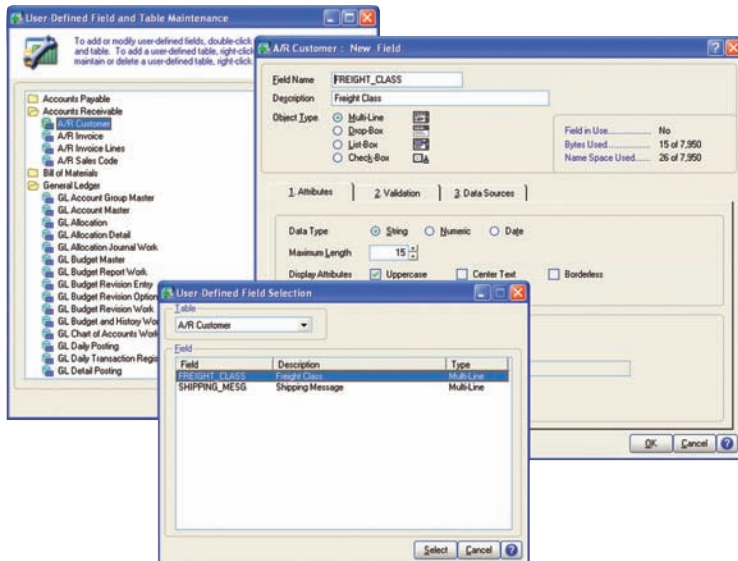 User-Defined Field and Table Maintenance
To add or modify user-defined fields, double-click
and table. To add a user-defined table, right-click
maintain or delete a user-defined table, right-click
Accounts Payable
Accounts Receivable
A/R Customer
A/R Invoice
A/R Invoice Lines
A/R Sales Code
Bill of Materials
General Ledger
GL Account Group Master
GL Account Master
GL Allocation
GL Allocation Detail
GL Allocation Journal Work
GL Budget Master
GL Budget Report Work
GL Budget Revision Entry
GL Budget Revision Option
GL Budget Revision Work
GL Budget and History Wor
GL Chart of Accounts Work
GL Daily Posting
GL Daily Transaction Regis
GL Detail Posting
A/R Customer : New Field
Field Name FREIGHT_CLASS
Description Freight Class
Object Type Multi-Line
Drop-Box
List-Box
Check-Box
Field in Use............ No
Bytes Used............ 15 of 7,950
Name Space Used..... 26 of 7,950
1. Attributes 2. Validation 3. Data Sources
Data Type String Numeric Date
Maximum Length 15
Display Attributes Uppercase Center Text Borderless
OK Cancel
User-Defined Field Selection
Table
A/R Customer
Field
Field Description Type
FREIGHT_CLASS Freight Class Multi-Line
SHIPPING_MESG Shipping Message Multi-Line
Select Cancel